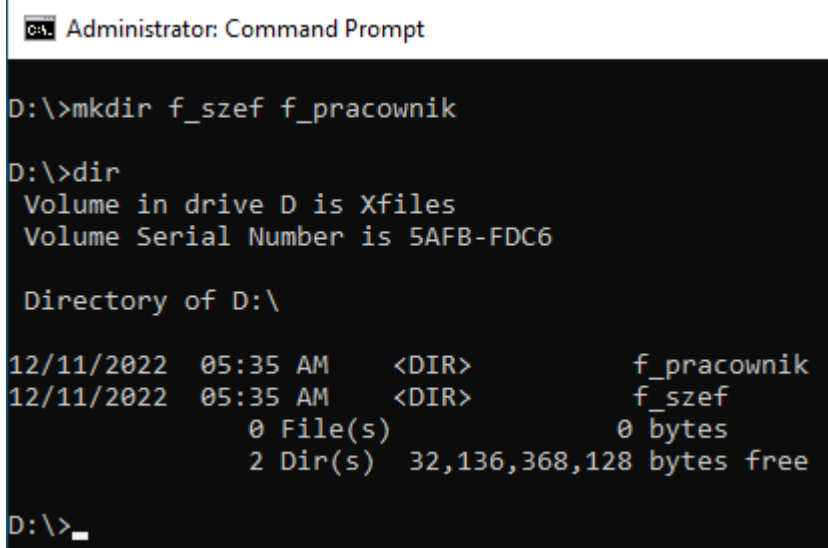 Administrator: Command Prompt
D:\>mkdir f_szef f_pracownik
D:\>dir
 Volume in drive D is Xfiles
 Volume Serial Number is 5AFB-FDC6
 Directory of D:\
12/11/2022  05:35 AM    <DIR>          f_pracownik
12/11/2022  05:35 AM    <DIR>          f_szef
               0 File(s)              0 bytes
               2 Dir(s)  32,136,368,128 bytes free
D:\>